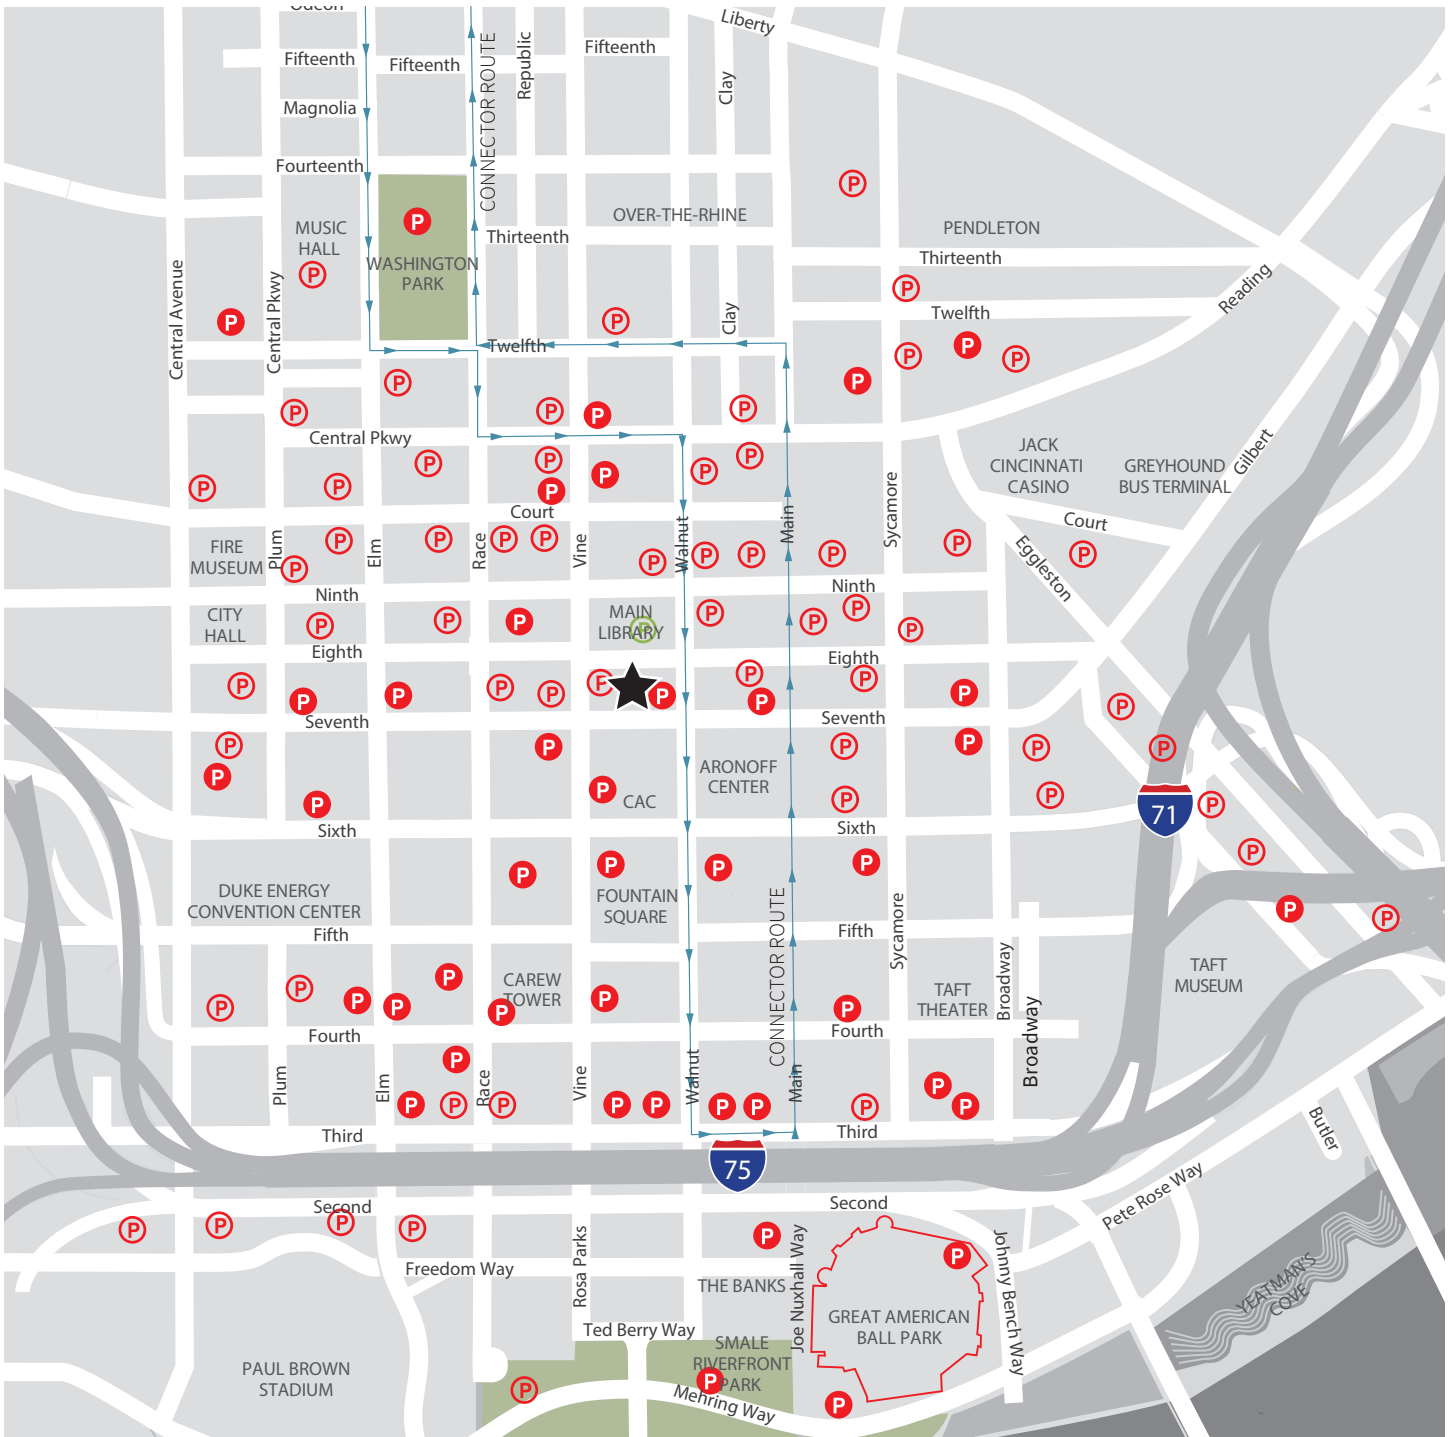 Odeon
Liberty
Fifteenth
Fifteenth
Fifteenth
Republic
CONNECTOR ROUTE
Clay
Magnolia
Fourteenth
P
P
MUSIC
HALL
OVER-THE-RHINE
PENDLETON
Thirteenth
Thirteenth
WASHINGTON
PARK
P
P
Central Avenue
Central Pkwy
Reading
P
P
Clay
Twelfth
Twelfth
P
P
P
P
P
P
P
P
P
Central Pkwy
JACK
CINCINNATI
CASINO
GREYHOUND
BUS TERMINAL
Gilbert
P
P
P
P
P
P
P
P
Court
Court
Sycamore
Main
Walnut
Vine
Race
Elm
Plum
FIRE
MUSEUM
P
P
P
P
P
P
P
P
P
P
P
Eggleston
Ninth
Ninth
CITY
HALL
MAIN
LIBRARY
P
P
P
P
P
P
P
P
Eighth
Eighth
P
P
P
P
P
P
P
P
P
P
P
P
Seventh
Seventh
P
P
P
P
P
P
P
P
P
ARONOFF
CENTER
CAC
P
P
P
P
71
P
Sixth
Sixth
P
P
P
P
P
DUKE ENERGY
CONVENTION CENTER
FOUNTAIN
SQUARE
P
P
Fifth
Fifth
Sycamore
CONNECTOR ROUTE
Broadway
CAREW
TOWER
TAFT
THEATER
TAFT
MUSEUM
P
P
P
P
P
P
P
P
Fourth
Fourth
Broadway
P
P
Plum
Elm
Race
Vine
Walnut
Main
P
P
P
P
P
P
P
P
P
Third
Third
Butler
75
Second
Second
Pete Rose Way
P
P
P
P
P
P
Freedom Way
Rosa Parks
Joe Nuxhall Way
Johnny Bench Way
THE BANKS
YEATMAN'S
COVE
GREAT AMERICAN
BALL PARK
Ted Berry Way
SMALE
RIVERFRONT
PARK
PAUL BROWN
STADIUM
P
P
P
Mehring Way